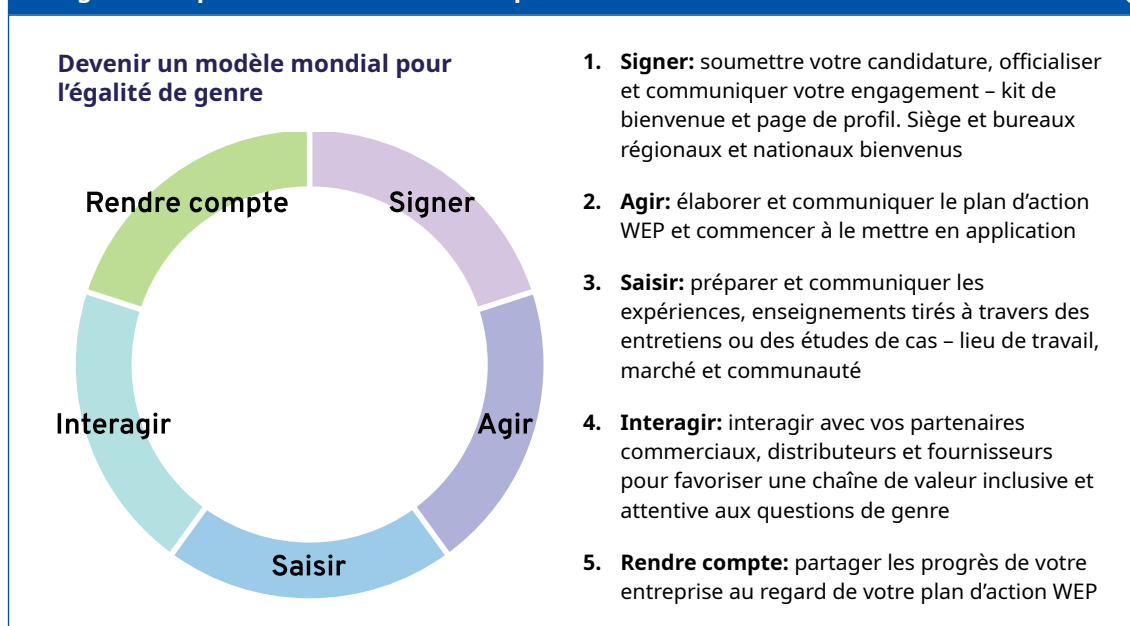 Devenir un modèle mondial pour
l’égalité de genre
Rendre compte
Signer
Interagir
Agir
Saisir
1. Signer: soumettre votre candidature, officialiser
et communiquer votre engagement – kit de
bienvenue et page de profil. Siège et bureaux
régionaux et nationaux bienvenus
2. Agir: élaborer et communiquer le plan d’action
WEP et commencer à le mettre en application
3. Saisir: préparer et communiquer les
expériences, enseignements tirés à travers des
entretiens ou des études de cas – lieu de travail,
marché et communauté
4. Interagir: interagir avec vos partenaires
commerciaux, distributeurs et fournisseurs
pour favoriser une chaîne de valeur inclusive et
attentive aux questions de genre
5. Rendre compte: partager les progrès de votre
entreprise au regard de votre plan d’action WEP